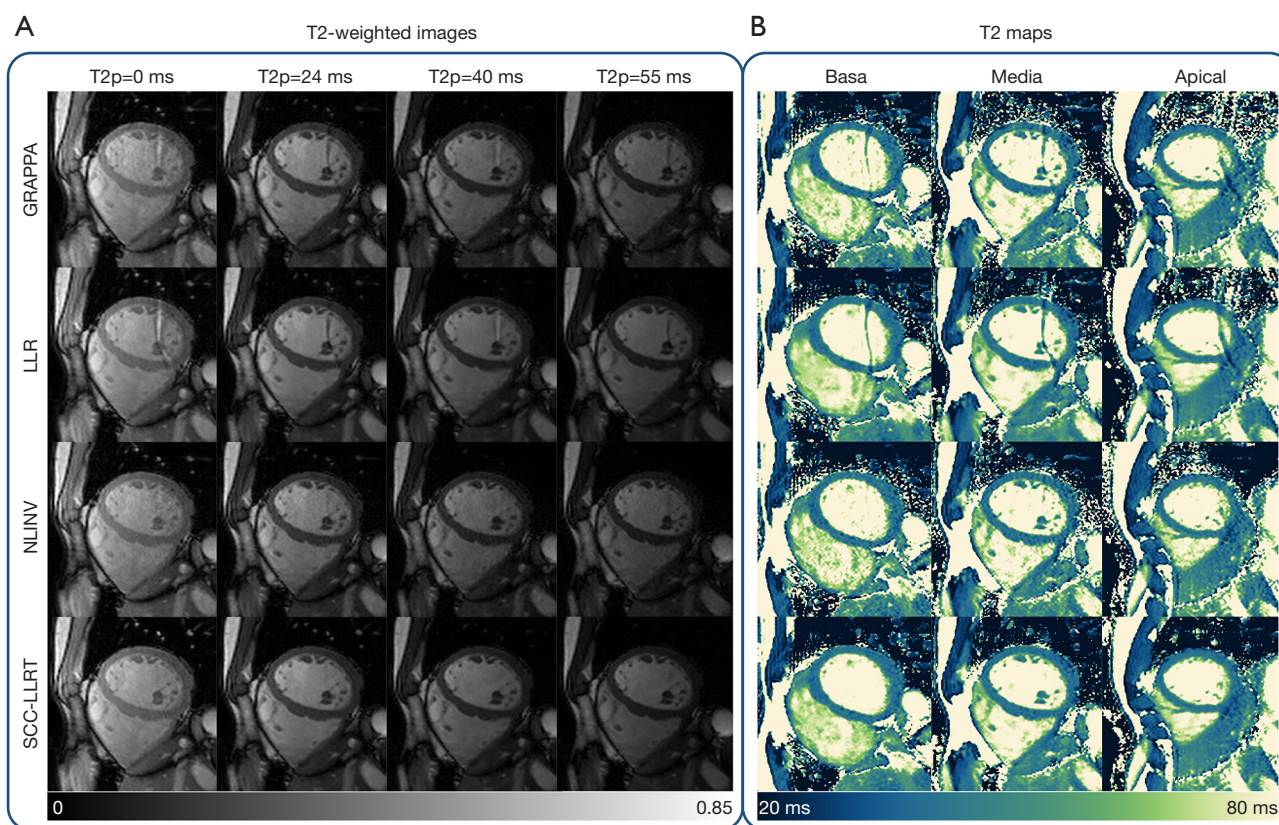 A
T2-weighted images
T2p=0 ms T2p=24 ms T2p=40 ms T2p=55 ms
GRAPPA
LLR
NLINV
SCC-LLRT
0 0.85
B
T2 maps
Basa Media Apical
20 ms 80 ms